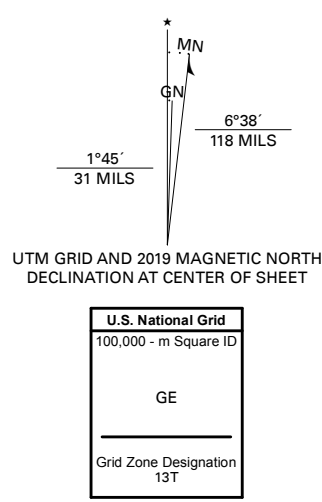 ★
MN
GN
6°38´
118 MILS
1°45´
31 MILS
UTM GRID AND 2019 MAGNETIC NORTH
DECLINATION AT CENTER OF SHEET
U.S. National Grid
100,000 - m Square ID
GE
Grid Zone Designation
13T